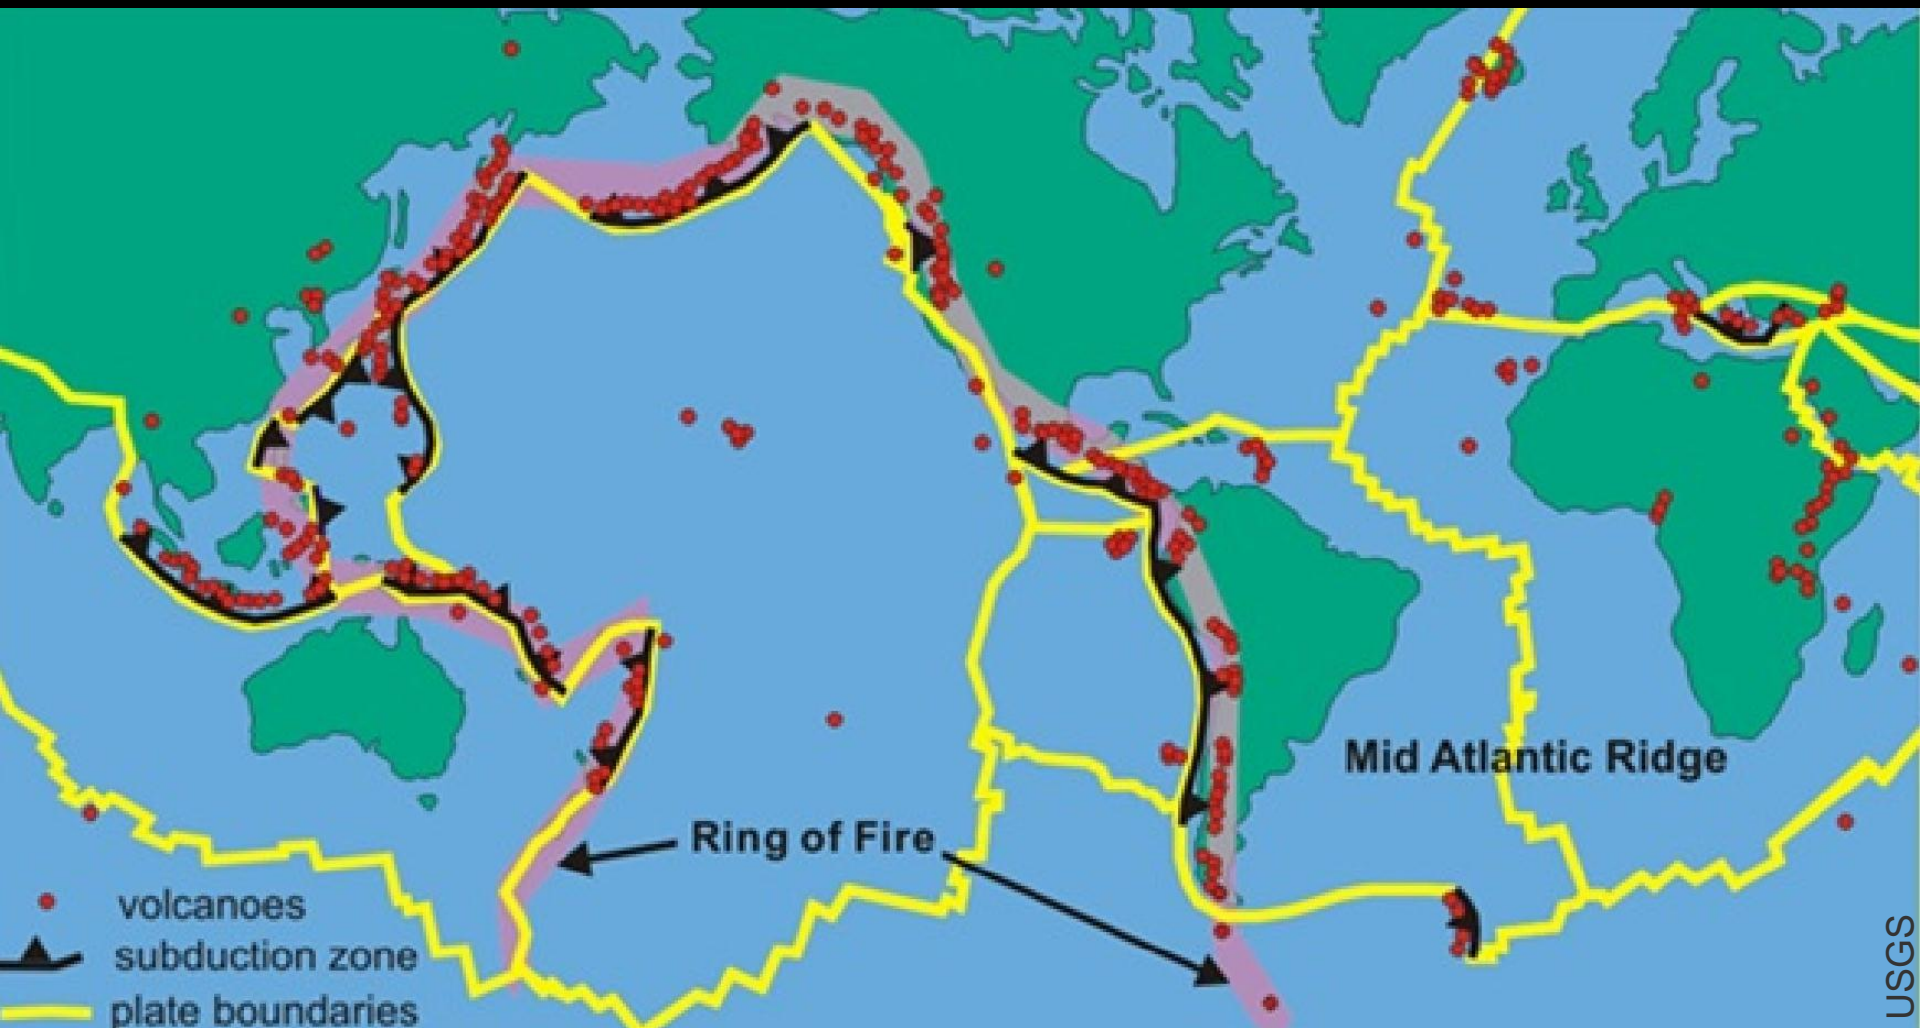 Mid Atlantic Ridge
Ring of Fire
volcanoes
subduction zone
plate boundaries
USGS